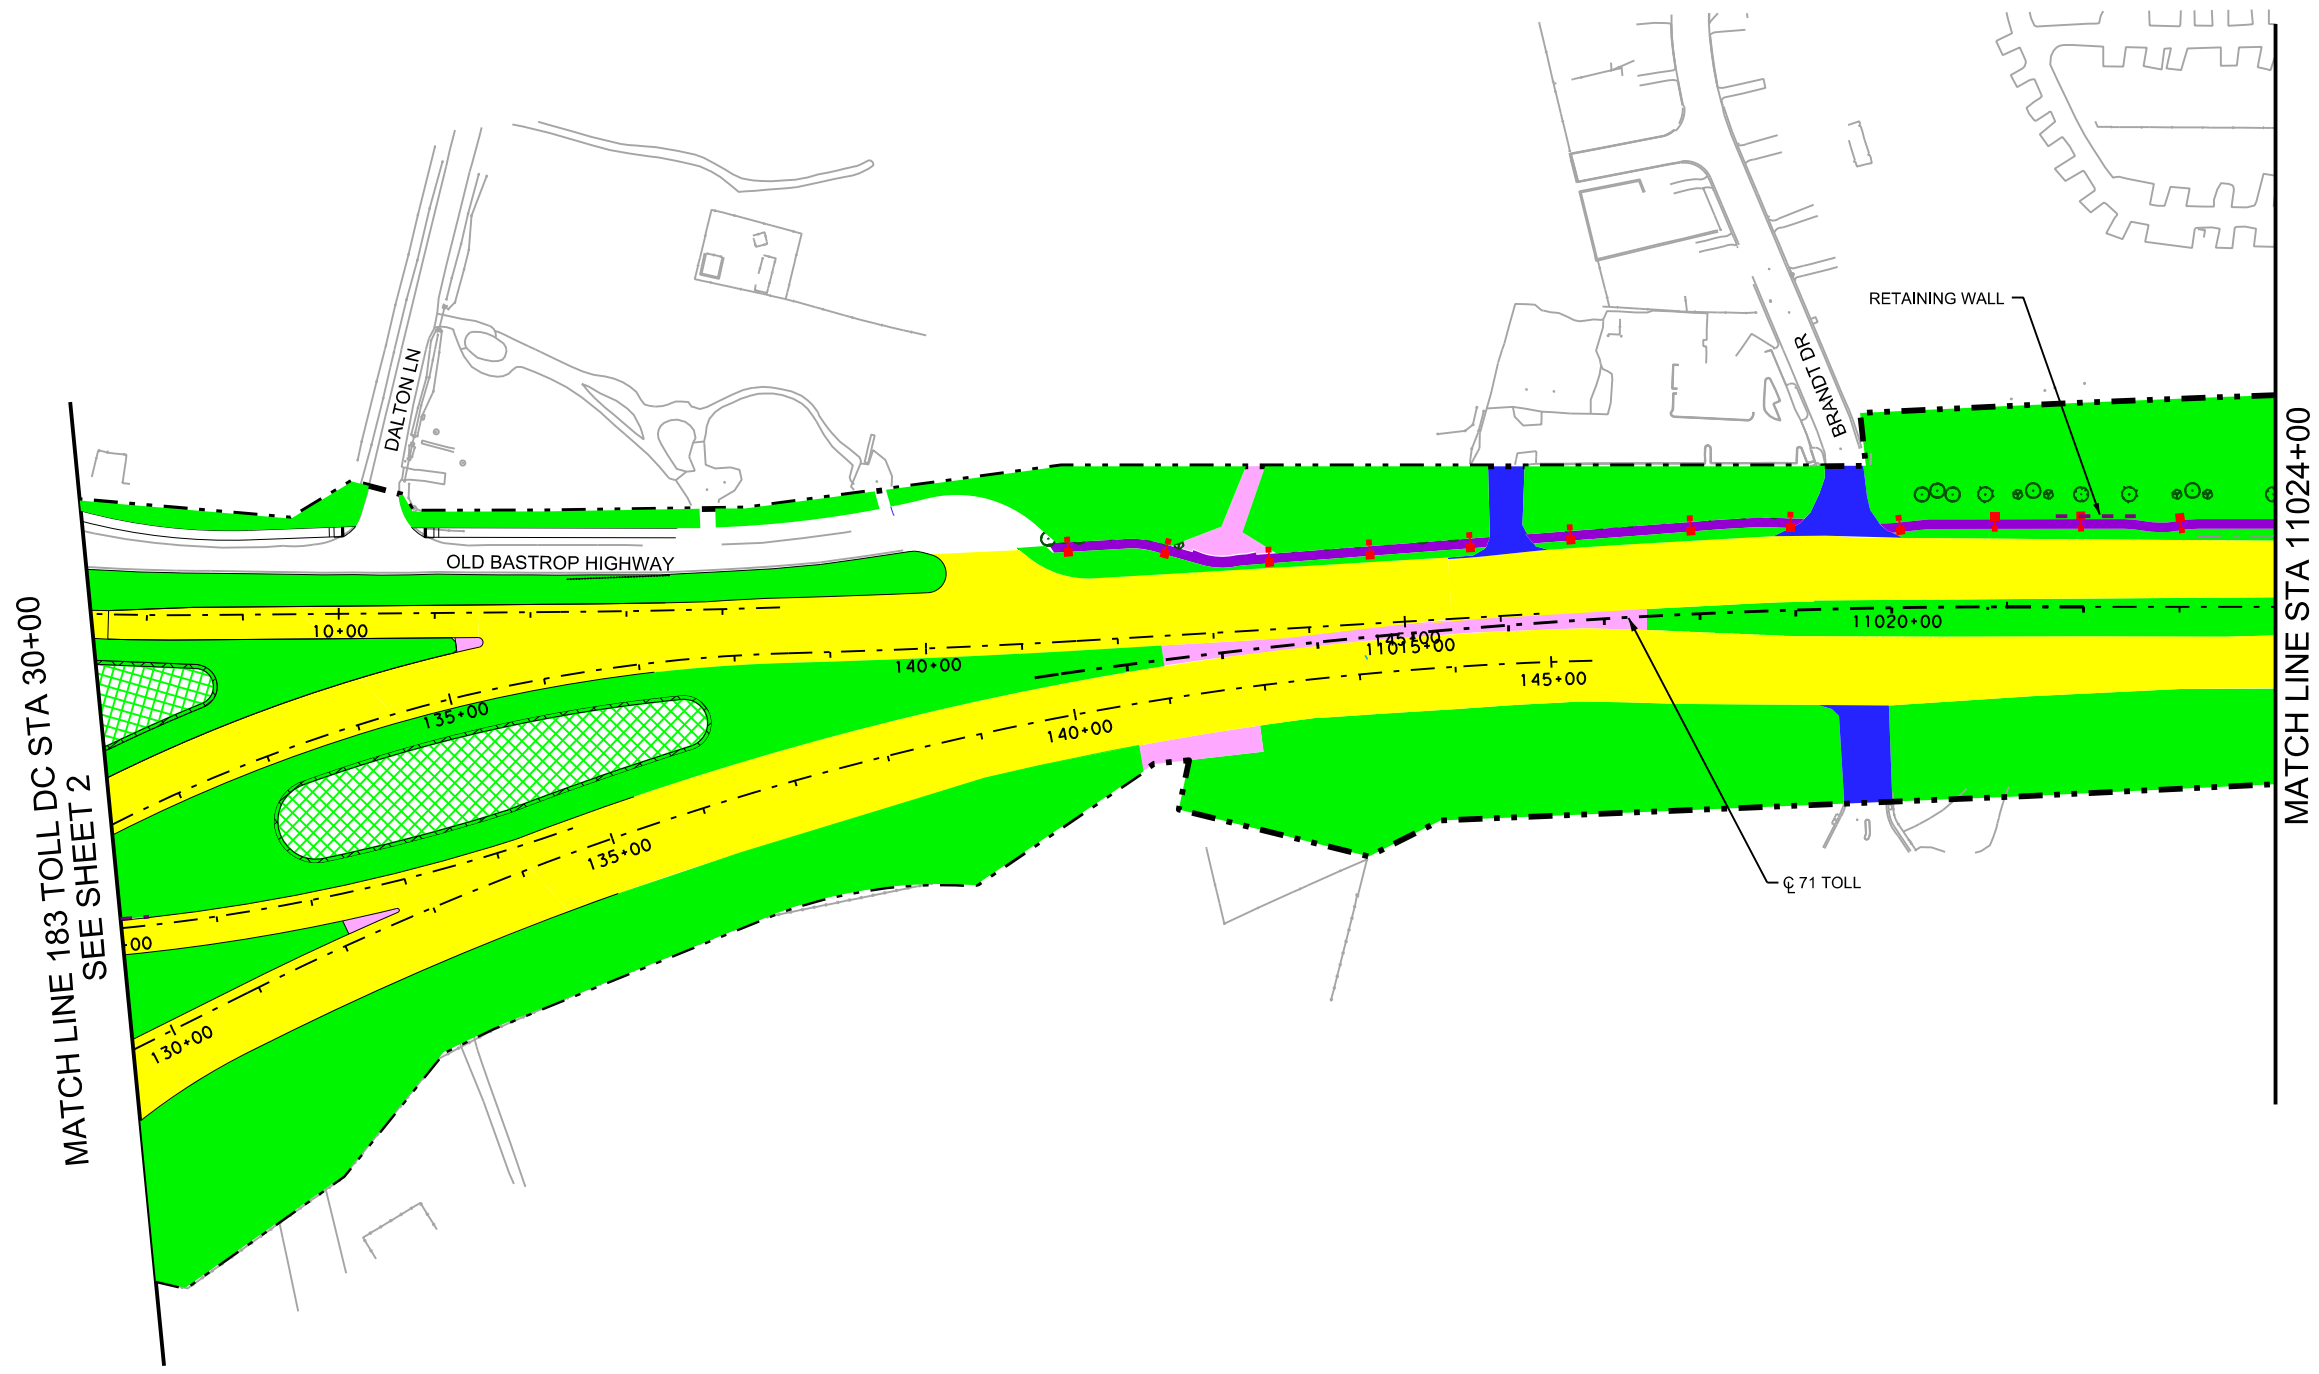 RETAINING WALL
BRANDT DR
DALTON LN
MATCH LINE STA 11024+00
OLD BASTROP HIGHWAY
10+00
11020+00
145+00
11015+00
140+00
145+00
135+00
140+00
MATCH LINE 183 TOLL DC STA 30+00
SEE SHEET 2
135+00
℄ 71 TOLL
+00
130+00